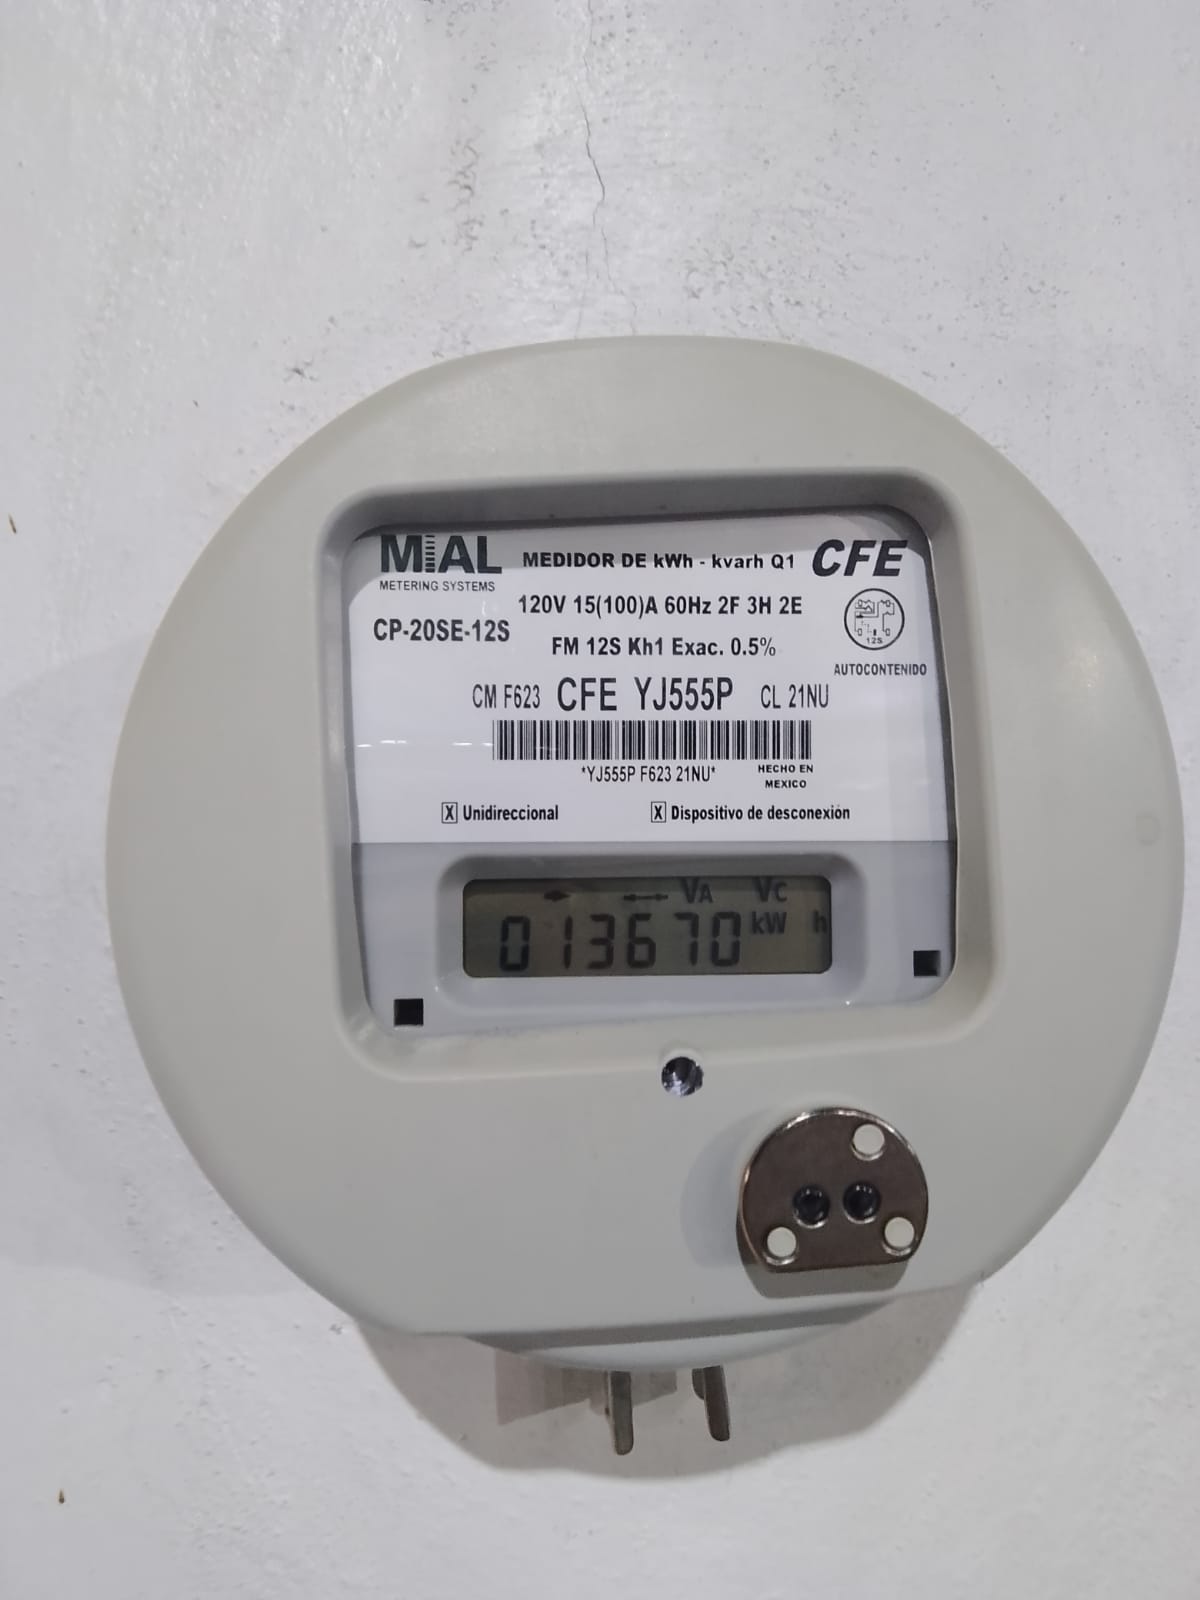 MIAL
METERING SYSTEMS
MEDIDOR DE kWh - kvarh Q1
CFE
120V 15(100)A 60Hz 2F 3H 2E
CP-20SE-12S
FM 12S Kh1 Exac. 0.5%
12S
AUTOCONTENIDO
CM F623 CFE YJ555P CL 21NU
*YJ555P F623 21NU*
HECHO EN
MEXICO
X Unidireccional
X Dispositivo de desconexión
VA VC
013670 kW h